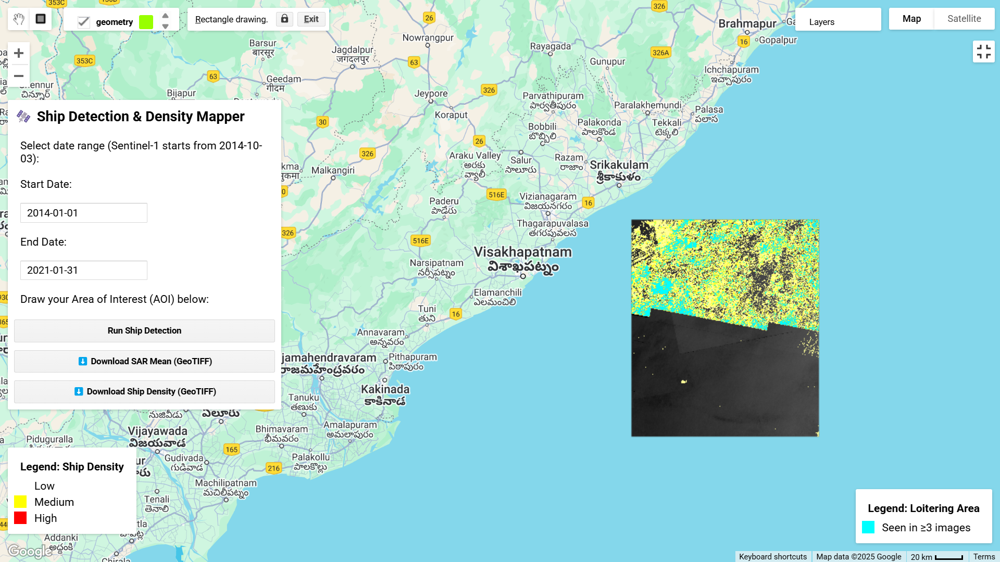 geometry
Rectangle drawing.
Exit
Layers
Map
Satellite
Ship Detection & Density Mapper
Select date range (Sentinel-1 starts from 2014-10-
03):
Start Date:
2014-01-01
End Date:
2021-01-31
Draw your Area of Interest (AOI) below:
Run Ship Detection
Download SAR Mean (GeoTIFF)
Download Ship Density (GeoTIFF)
Legend: Ship Density
Low
Medium
High
Legend: Loitering Area
Seen in ≥3 images
353C
26
326
Nowrangpur
Brahmapur
16
Gopalpur
Barsur
बारसूर
Jagdalpur
जगदलपुर
Rayagada
326A
353C
63
Gunupur
63
Ichchapuram
ఇచ్ఛాపురం
Geedam
गीदम
చిన్నూర్
Bijapur
Jeypore
326
Parvathipuram
పార్వతీపురం
Paralakhemundi
Palasa
పలాస
Koraput
30
Bobbili
బొబ్బిలి
Palakonda
పాలకొండ
Tekkali
టెక్కలి
26
326
Araku Valley
అరకు
వ్యాలీ
Salur
సాలూరు
Razam
రాజాం
Srikakulam
శ్రీకాకుళం
Malkangiri
516E
Vizianagaram
విజయనగరం
16
Paderu
పాడేరు
Thagarapuvalasa
తగరపువలస
326
516E
Visakhapatnam
విశాఖపట్నం
Narsipatnam
నర్సీపట్నం
Elamanchili
ఎలమంచిలి
Tuni
తుని
16
Annavaram
అన్నవరం
jamahendravaram
రాజమహేంద్రవరం
Pithapuram
పిఠాపురం
Kakinada
కాకినాడ
Tanuku
తణుకు
నుజివీడు
ఏలూరు
Bhimavaram
భీమవరం
Amalapuram
అమలాపురం
Vijayawada
విజయవాడ
Piduguralla
165
Gudivada
గుడివాడ
Palakollu
పాలకొల్లు
216
Machilipatnam
మచిలీపట్నం
Tenali
తెనాలి
Addanki
అద్దంకి
Chirala
Google
Keyboard shortcuts
Map data ©2025 Google
20 km
Terms